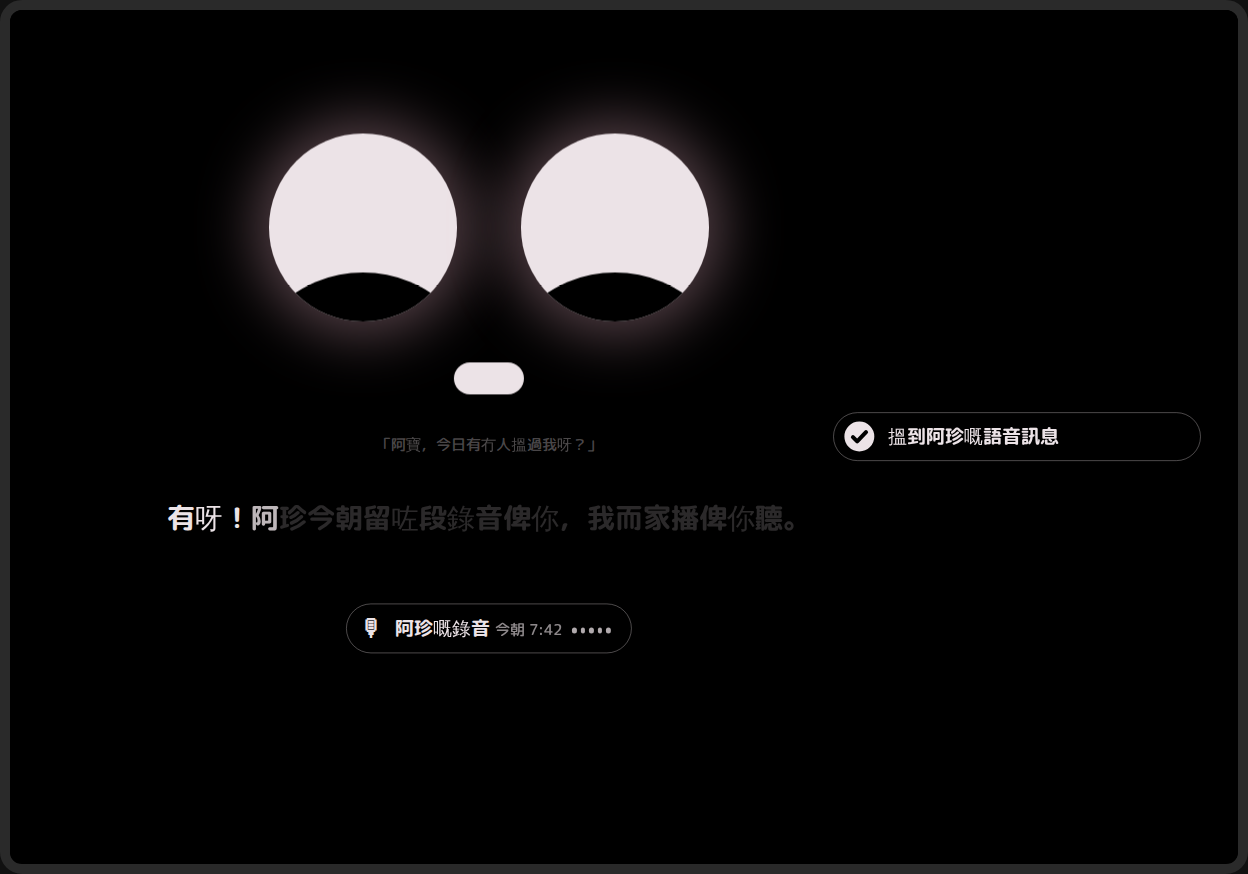 「阿寶，今日有冇人搵過我呀？」
有呀！阿珍今朝留咗段錄音俾你，我而家播俾你聽。
阿珍嘅錄音 今朝 7:42
搵到阿珍嘅語音訊息